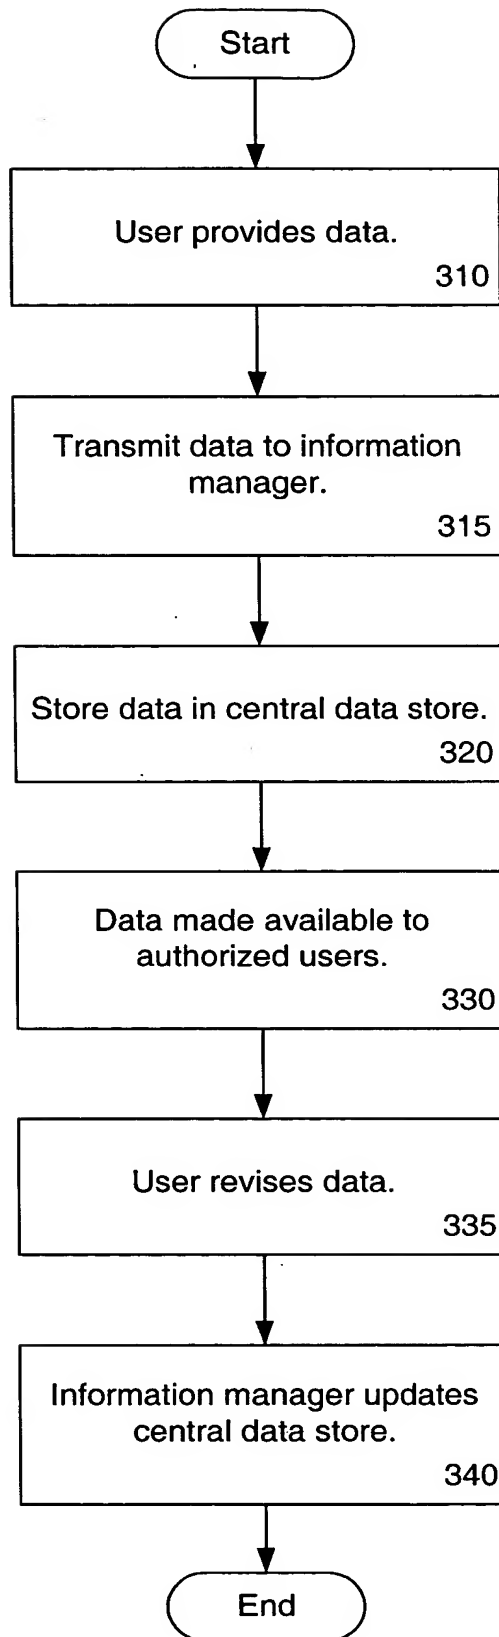 Start
User provides data.
310
Transmit data to information
manager.
315
Store data in central data store.
320
Data made available to
authorized users.
330
User revises data.
335
Information manager updates
central data store.
340
End